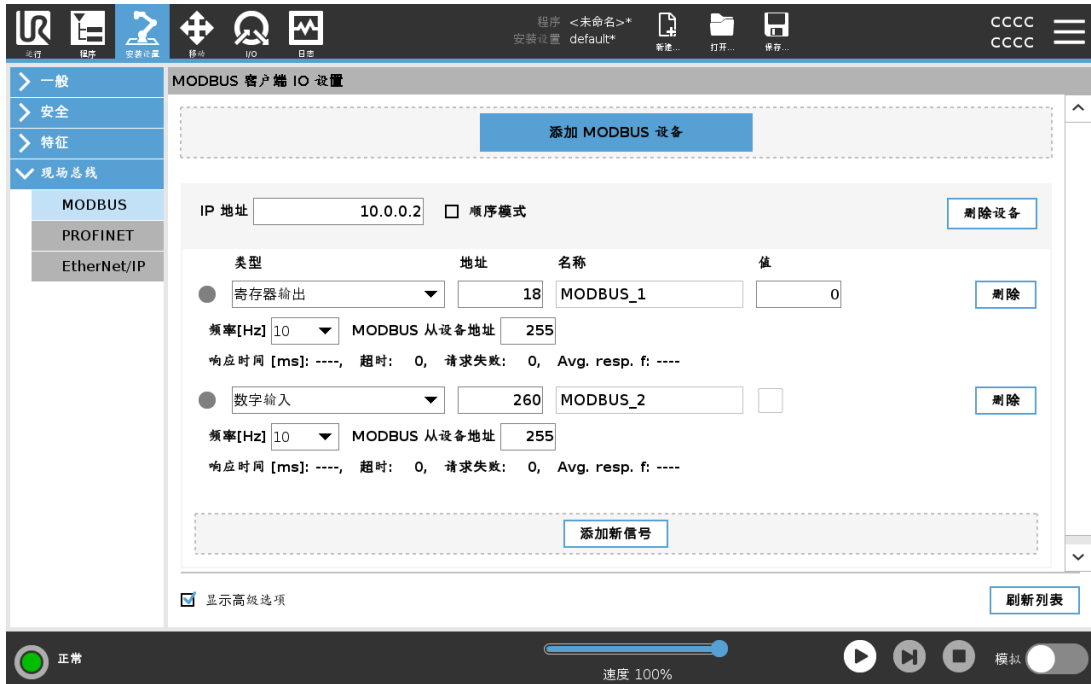 程序 <未命名>*
安装设置 default*
CCCC
CCCC
运行 程序 安装设置 移动 I/O 日志 新建... 打开... 保存...
一般
安全
特征
现场总线
MODBUS
PROFINET
EtherNet/IP
MODBUS 客户端 IO 设置
添加 MODBUS 设备
IP 地址 10.0.0.2 顺序模式 删除设备
类型 地址 名称 值
寄存器输出 18 MODBUS_1 0 删除
频率[Hz] 10 MODBUS 从设备地址 255
响应时间 [ms]: ----, 超时: 0, 请求失败: 0, Avg. resp. f: ----
数字输入 260 MODBUS_2 删除
频率[Hz] 10 MODBUS 从设备地址 255
响应时间 [ms]: ----, 超时: 0, 请求失败: 0, Avg. resp. f: ----
添加新信号
显示高级选项 刷新列表
正常 速度 100% 模拟